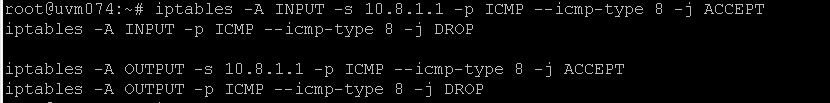 root@uvm074:~# iptables -A INPUT -s 10.8.1.1 -p ICMP --icmp-type 8 -j ACCEPT
iptables -A INPUT -p ICMP --icmp-type 8 -j DROP
iptables -A OUTPUT -s 10.8.1.1 -p ICMP --icmp-type 8 -j ACCEPT
iptables -A OUTPUT -p ICMP --icmp-type 8 -j DROP